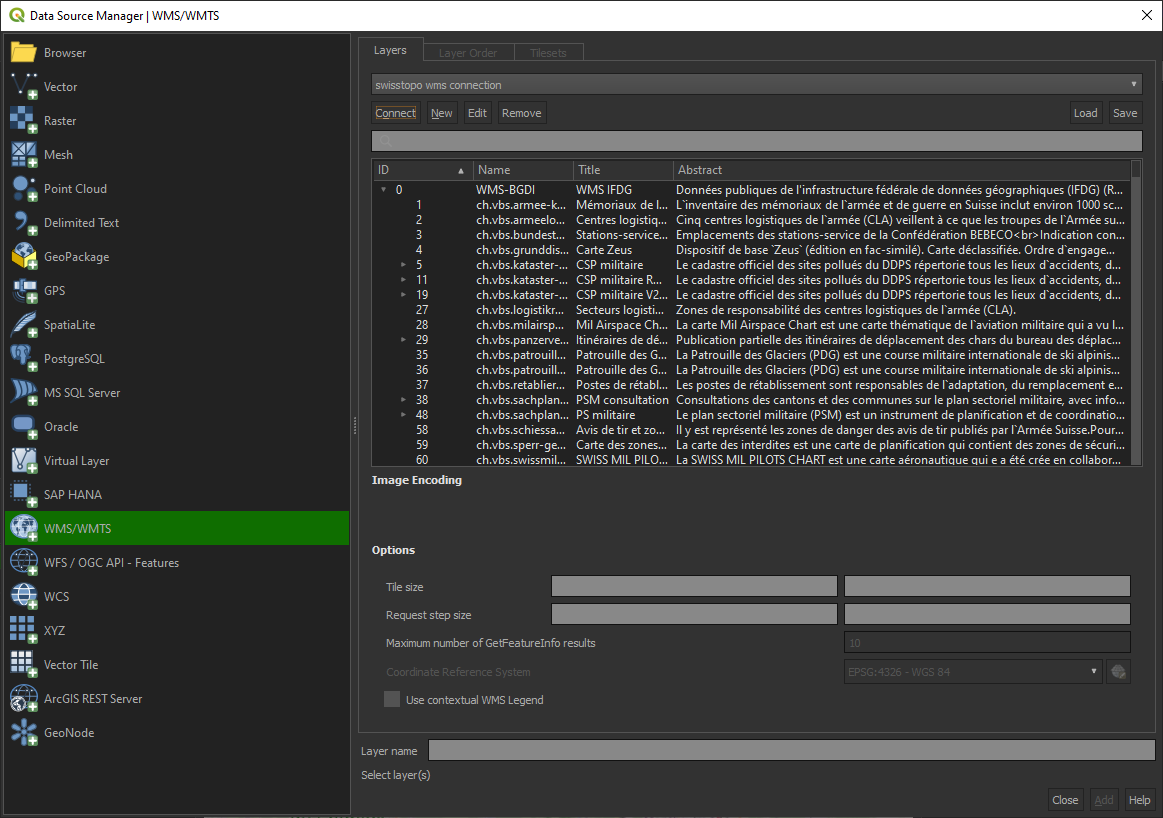 Data Source Manager | WMS/WMTS
Browser
Vector
Raster
Mesh
Point Cloud
Delimited Text
GeoPackage
GPS
SpatiaLite
PostgreSQL
MS SQL Server
Oracle
Virtual Layer
SAP HANA
WMS/WMTS
WFS / OGC API - Features
WCS
XYZ
Vector Tile
ArcGIS REST Server
GeoNode
Layers Layer Order Tilesets
swisstopo wms connection
Connect New Edit Remove Load Save
ID Name Title Abstract
0 WMS-BGDI WMS IFDG Données publiques de l'infrastructure fédérale de données géographiques (IFDG) (R...
1 ch.vbs.armee-k... Mémoriaux de l... L`inventaire des mémoriaux de l`armée et de guerre en Suisse inclut environ 1000 sc...
2 ch.vbs.armeelo... Centres logistiq... Cinq centres logistiques de l`armée (CLA) veillent à ce que les troupes de l`Armée su...
3 ch.vbs.bundest... Stations-service... Emplacements des stations-service de la Confédération BEBECO<br>Indication con...
4 ch.vbs.grunddis... Carte Zeus Dispositif de base `Zeus` (édition en fac-similé). Carte déclassifiée. Ordre d`engage...
5 ch.vbs.kataster-... CSP militaire Le cadastre officiel des sites pollués du DDPS répertorie tous les lieux d`accidents, d...
11 ch.vbs.kataster-... CSP militaire R... Le cadastre officiel des sites pollués du DDPS répertorie tous les lieux d`accidents, d...
19 ch.vbs.kataster-... CSP militaire V2... Le cadastre officiel des sites pollués du DDPS répertorie tous les lieux d`accidents, d...
27 ch.vbs.logistikr... Secteurs logisti... Zones de responsabilité des centres logistiques de l`armée (CLA).
28 ch.vbs.milairsp... Mil Airspace Ch... La carte Mil Airspace Chart est une carte thématique de l`aviation militaire qui a vu l...
29 ch.vbs.panzerve... Itinéraires de dé... Publication partielle des itinéraires de déplacement des chars du bureau des déplac...
35 ch.vbs.patrouill... Patrouille des G... La Patrouille des Glaciers (PDG) est une course militaire internationale de ski alpinis...
36 ch.vbs.patrouill... Patrouille des G... La Patrouille des Glaciers (PDG) est une course militaire internationale de ski alpinis...
37 ch.vbs.retablier... Postes de rétabl... Les postes de rétablissement sont responsables de l`adaptation, du remplacement e...
38 ch.vbs.sachplan... PSM consultation Consultations des cantons et des communes sur le plan sectoriel militaire, avec info...
48 ch.vbs.sachplan... PS militaire Le plan sectoriel militaire (PSM) est un instrument de planification et de coordinatio...
58 ch.vbs.schiessa... Avis de tir et zo... Il y est représenté les zones de danger des avis de tir publiés par l`Armée Suisse.Pour...
59 ch.vbs.sperr-ge... Carte des zones... La carte des interdites est une carte de planification qui contient des zones de sécuri...
60 ch.vbs.swissmil... SWISS MIL PILO... La SWISS MIL PILOTS CHART est une carte aéronautique qui e a été crée en collabor...
Image Encoding
Options
Tile size
Request step size
Maximum number of GetFeatureInfo results 10
Coordinate Reference System EPSG:4326 - WGS 84
Use contextual WMS Legend
Layer name
Select layer(s)
Close Add Help